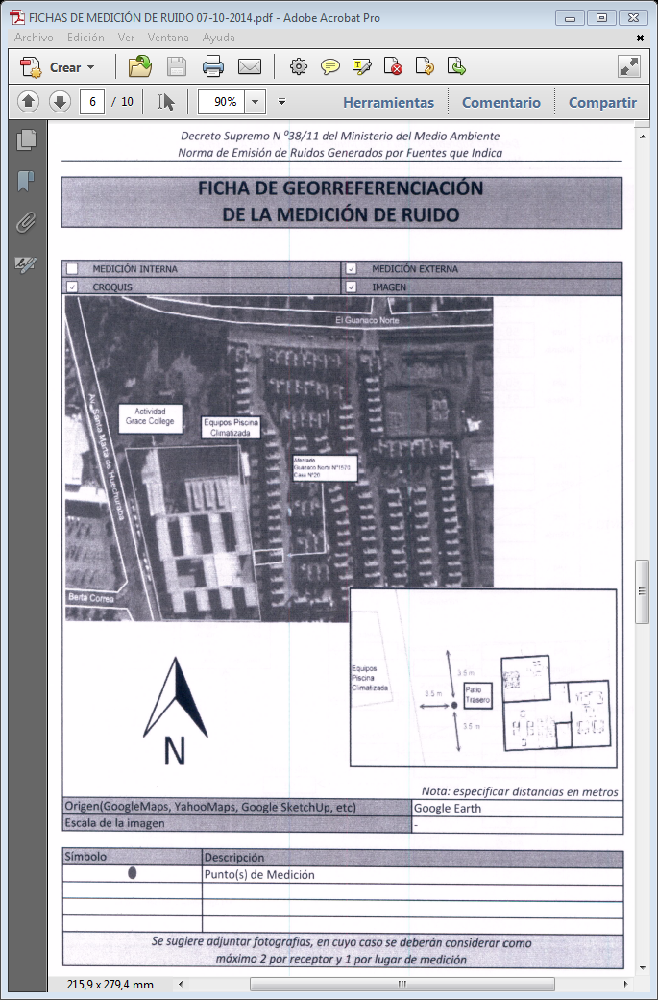 FICHAS DE MEDICIÓN DE RUIDO 07-10-2014.pdf - Adobe Acrobat Pro
Archivo Edición Ver Ventana Ayuda
Crear
6 / 10 90% Herramientas Comentario Compartir
Decreto Supremo N º38/11 del Ministerio del Medio Ambiente
Norma de Emisión de Ruidos Generados por Fuentes que Indica
FICHA DE GEORREFERENCIACIÓN
DE LA MEDICIÓN DE RUIDO
MEDICIÓN INTERNA MEDICIÓN EXTERNA
CROQUIS IMAGEN
El Guanaco Norte
Av. Santa Marta de Huechuraba
Actividad
Grace College
Equipos Piscina
Climatizada
Afectado
Guanaco Norte Nº1570
Casa Nº20
Berta Correa
Equipos
Piscina
Climatizada
3.5 m
2.5 m
Patio
Trasero
3.5 m
N
Nota: especificar distancias en metros
Origen(GoogleMaps, YahooMaps, Google SketchUp, etc) Google Earth
Escala de la imagen -
Símbolo Descripción
Punto(s) de Medición
Se sugiere adjuntar fotografías, en cuyo caso se deberán considerar como
máximo 2 por receptor y 1 por lugar de medición
215,9 x 279,4 mm